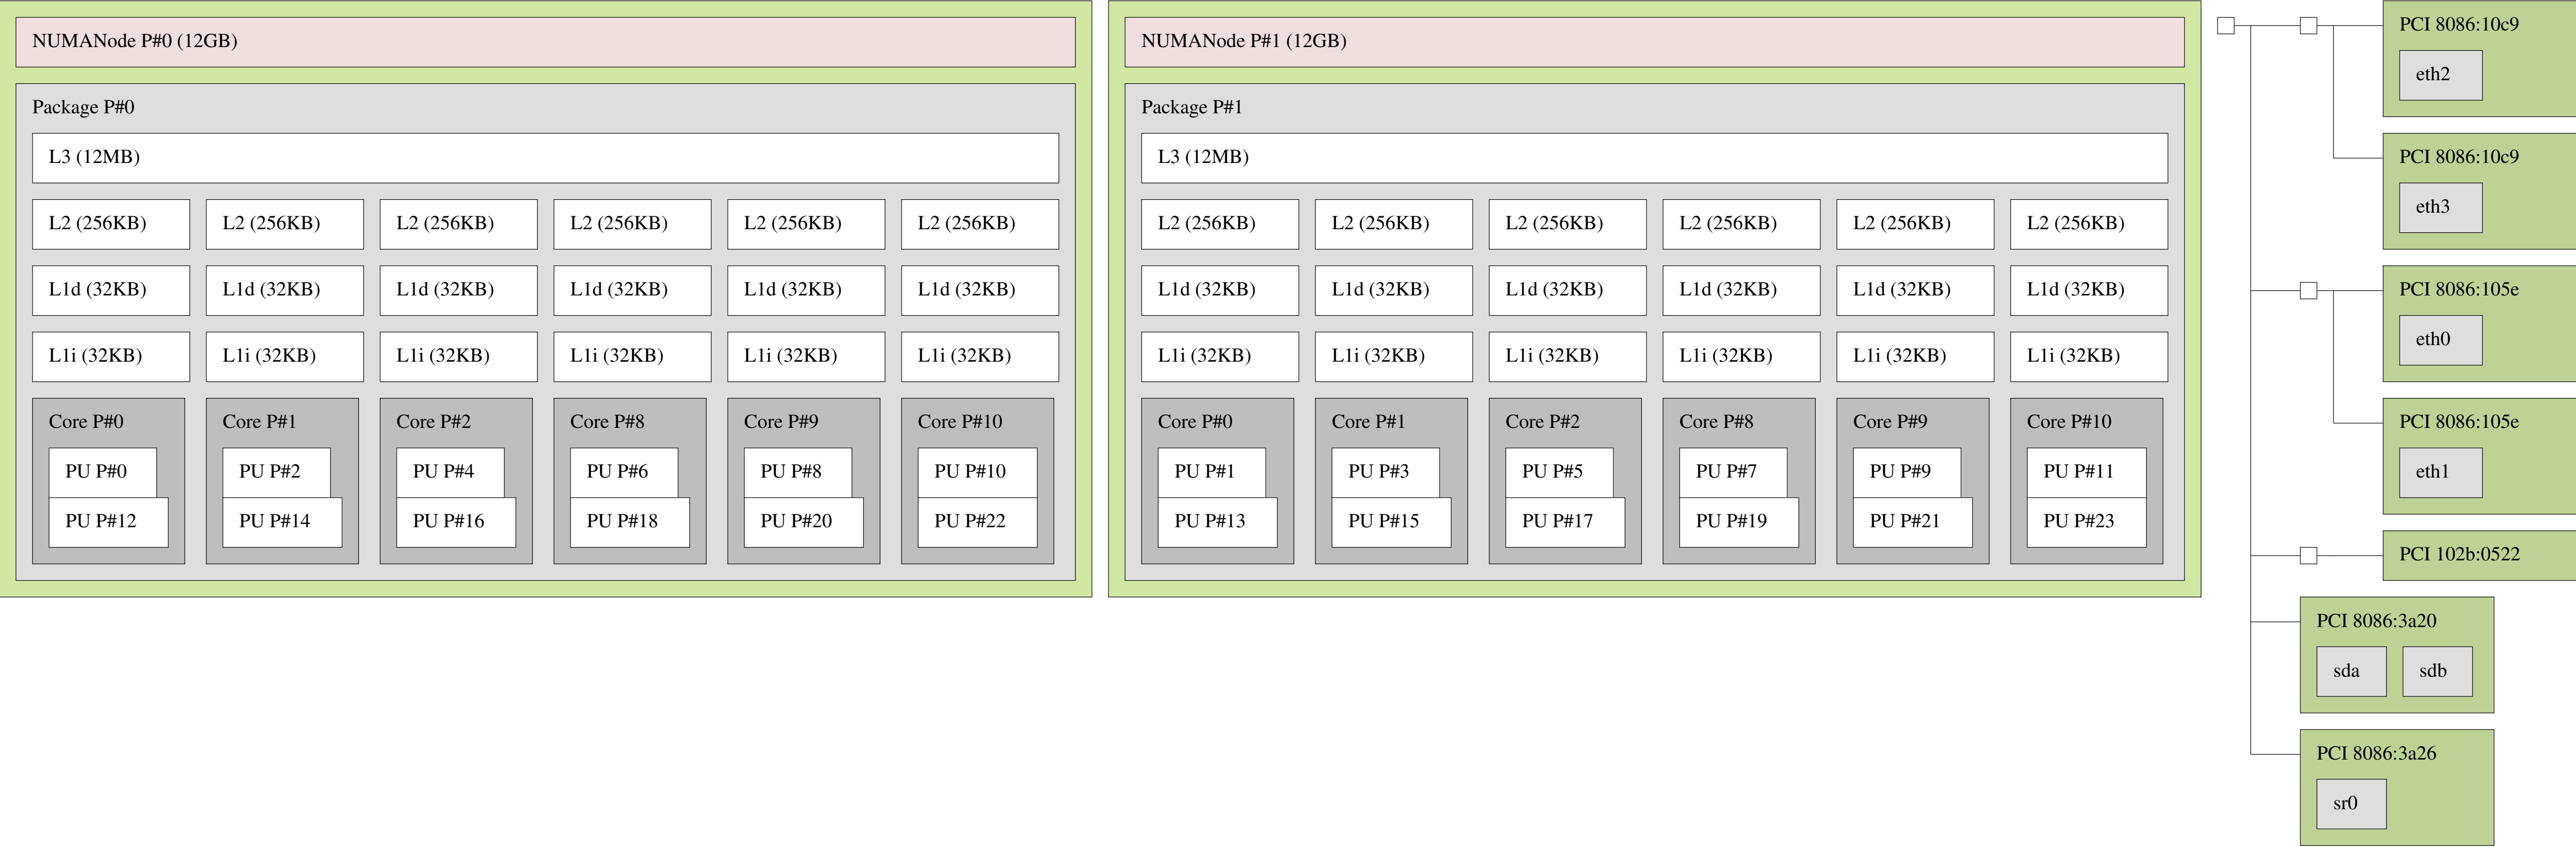 NUMANode P#0 (12GB)
Package P#0
L3 (12MB)
L2 (256KB) L2 (256KB) L2 (256KB) L2 (256KB) L2 (256KB) L2 (256KB)
L1d (32KB) L1d (32KB) L1d (32KB) L1d (32KB) L1d (32KB) L1d (32KB)
L1i (32KB) L1i (32KB) L1i (32KB) L1i (32KB) L1i (32KB) L1i (32KB)
Core P#0 Core P#1 Core P#2 Core P#8 Core P#9 Core P#10
PU P#0 PU P#2 PU P#4 PU P#6 PU P#8 PU P#10
PU P#12 PU P#14 PU P#16 PU P#18 PU P#20 PU P#22
NUMANode P#1 (12GB)
Package P#1
L3 (12MB)
L2 (256KB) L2 (256KB) L2 (256KB) L2 (256KB) L2 (256KB) L2 (256KB)
L1d (32KB) L1d (32KB) L1d (32KB) L1d (32KB) L1d (32KB) L1d (32KB)
L1i (32KB) L1i (32KB) L1i (32KB) L1i (32KB) L1i (32KB) L1i (32KB)
Core P#0 Core P#1 Core P#2 Core P#8 Core P#9 Core P#10
PU P#1 PU P#3 PU P#5 PU P#7 PU P#9 PU P#11
PU P#13 PU P#15 PU P#17 PU P#19 PU P#21 PU P#23
PCI 8086:10c9
eth2
PCI 8086:10c9
eth3
PCI 8086:105e
eth0
PCI 8086:105e
eth1
PCI 102b:0522
PCI 8086:3a20
sda sdb
PCI 8086:3a26
sr0